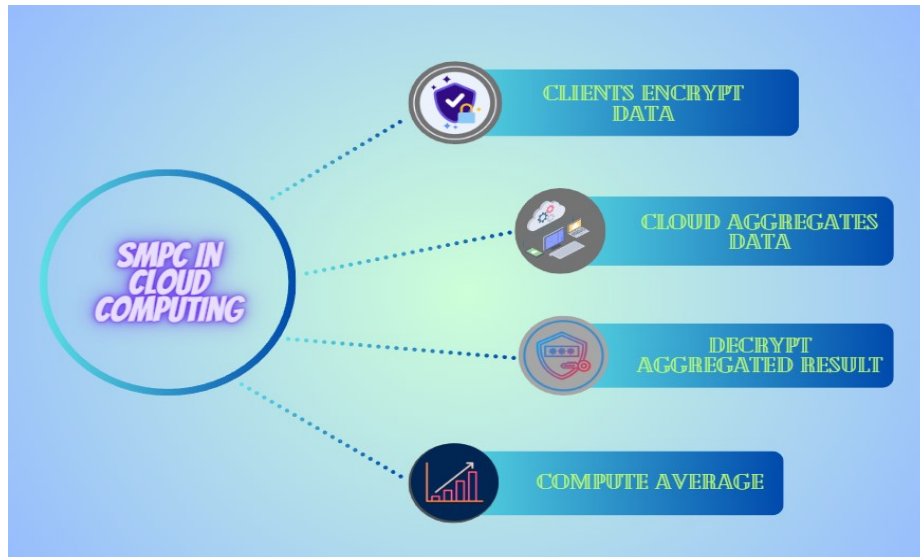 CLIENTS ENCRYPT
DATA
CLOUD AGGREGATES
DATA
SMPC IN
CLOUD
COMPUTING
DECRYPT
AGGREGATED RESULT
COMPUTE AVERAGE